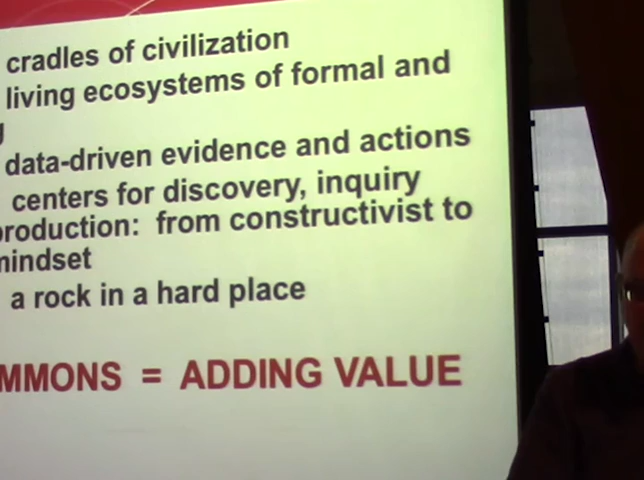 cradles of civilization
living ecosystems of formal and
data-driven evidence and actions
centers for discovery, inquiry
production: from constructivist to
mindset
a rock in a hard place
MMONS = ADDING VALUE